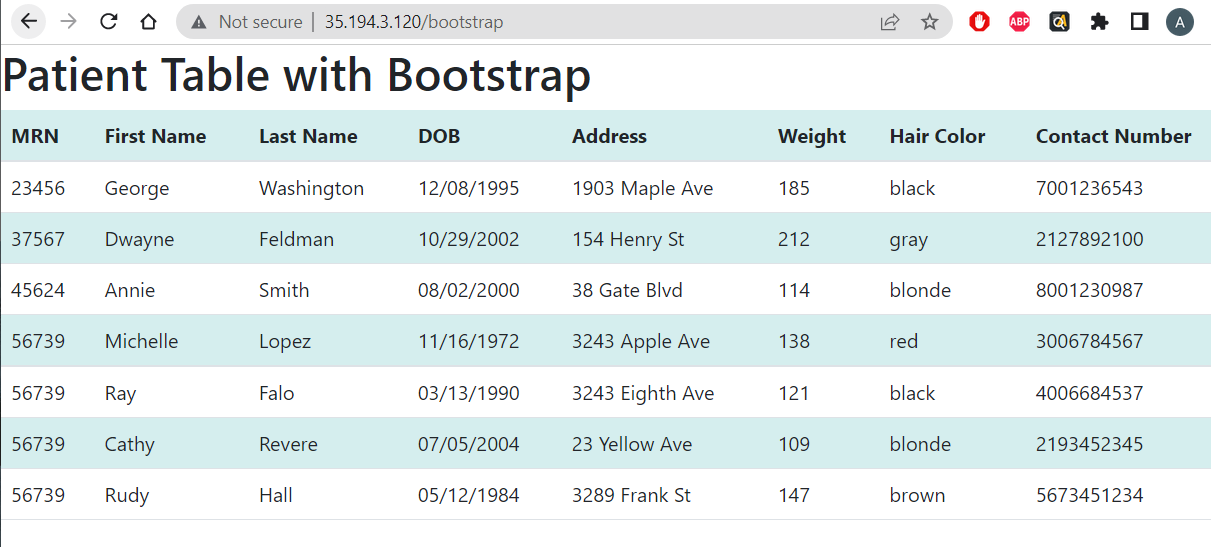 Not secure | 35.194.3.120/bootstrap ABP A
Patient Table with Bootstrap
MRN First Name Last Name DOB Address Weight Hair Color Contact Number
23456 George Washington 12/08/1995 1903 Maple Ave 185 black 7001236543
37567 Dwayne Feldman 10/29/2002 154 Henry St 212 gray 2127892100
45624 Annie Smith 08/02/2000 38 Gate Blvd 114 blonde 8001230987
56739 Michelle Lopez 11/16/1972 3243 Apple Ave 138 red 3006784567
56739 Ray Falo 03/13/1990 3243 Eighth Ave 121 black 4006684537
56739 Cathy Revere 07/05/2004 23 Yellow Ave 109 blonde 2193452345
56739 Rudy Hall 05/12/1984 3289 Frank St 147 brown 5673451234